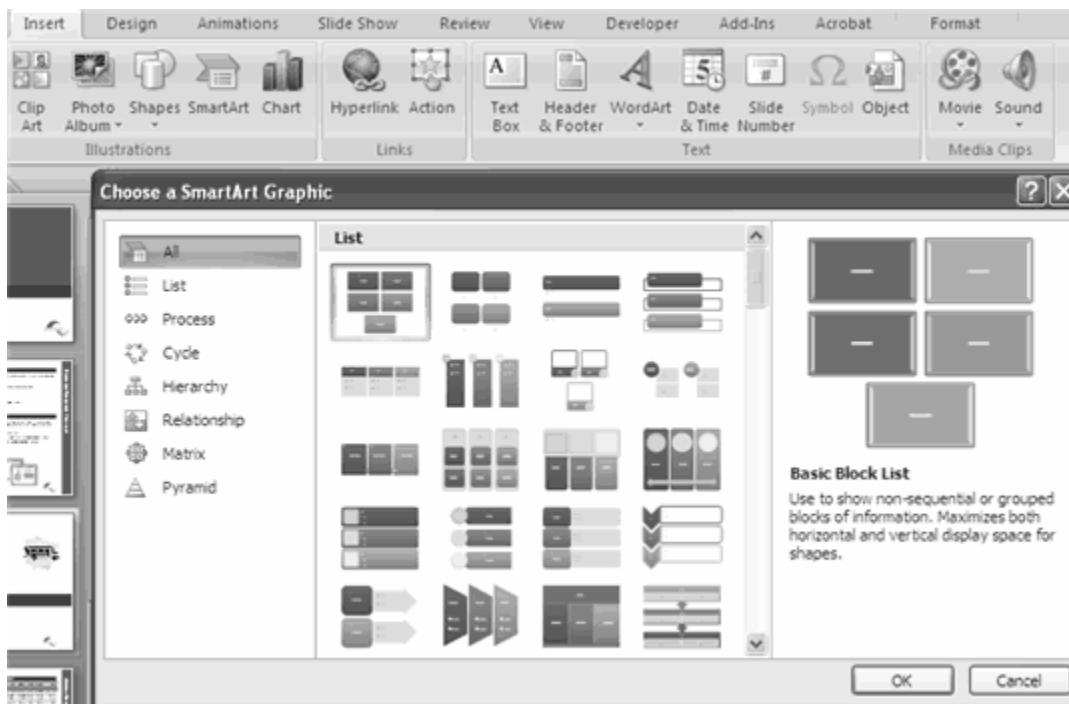 Insert Design Animations Slide Show Review View Developer Add-Ins Acrobat Format
Clip Art
Photo Album
Shapes
SmartArt
Chart
Hyperlink
Action
Text Box
Header & Footer
WordArt
Date & Time
Slide Number
Symbol
Object
Movie
Sound
Illustrations Links Text Media Clips
Choose a SmartArt Graphic
All
List
Process
Cycle
Hierarchy
Relationship
Matrix
Pyramid
List
Basic Block List
Use to show non-sequential or grouped
blocks of information. Maximizes both
horizontal and vertical display space for
shapes.
OK Cancel